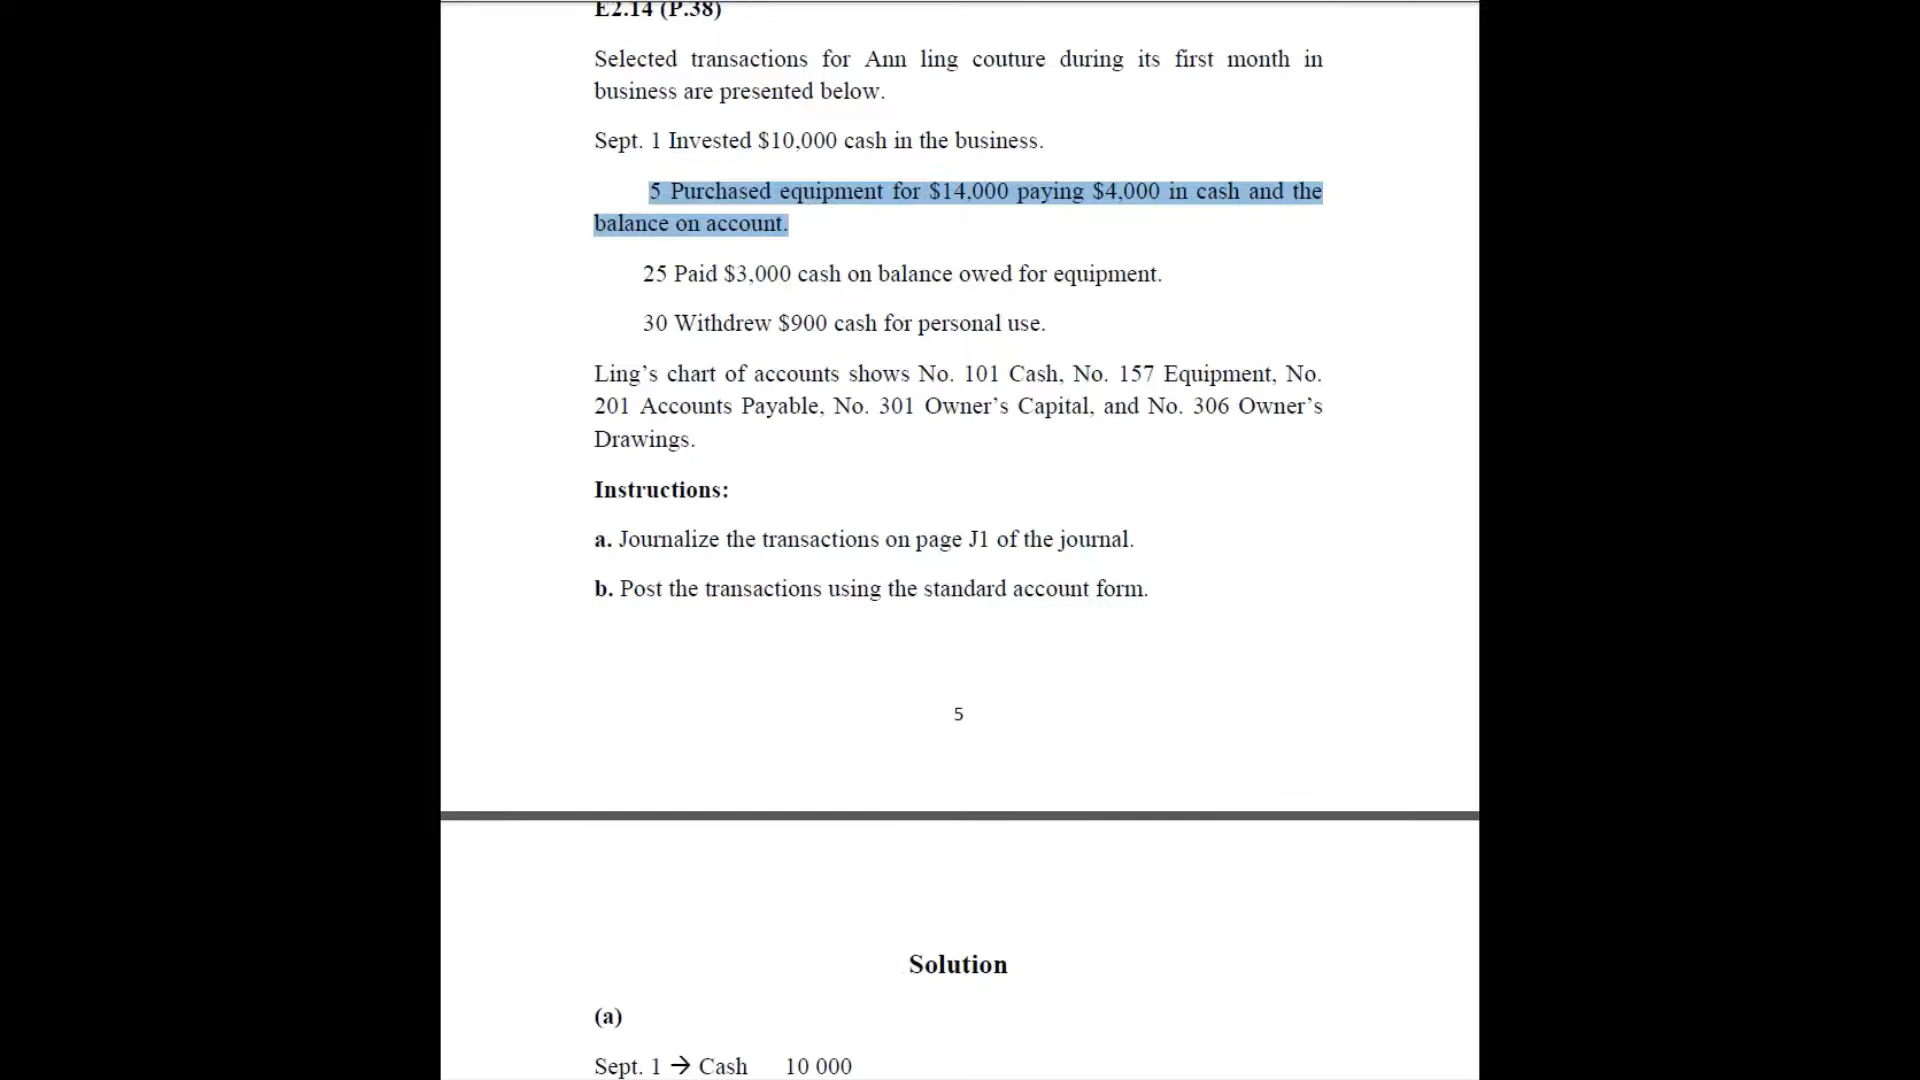 E2.14 (P.38)
Selected transactions for Ann ling couture during its first month in
business are presented below.
Sept. 1 Invested $10,000 cash in the business.
5 Purchased equipment for $14,000 paying $4,000 in cash and the
balance on account.
25 Paid $3,000 cash on balance owed for equipment.
30 Withdrew $900 cash for personal use.
Ling’s chart of accounts shows No. 101 Cash, No. 157 Equipment, No.
201 Accounts Payable, No. 301 Owner’s Capital, and No. 306 Owner’s
Drawings.
Instructions:
a. Journalize the transactions on page J1 of the journal.
b. Post the transactions using the standard account form.
5
Solution
(a)
Sept. 1 → Cash 10 000